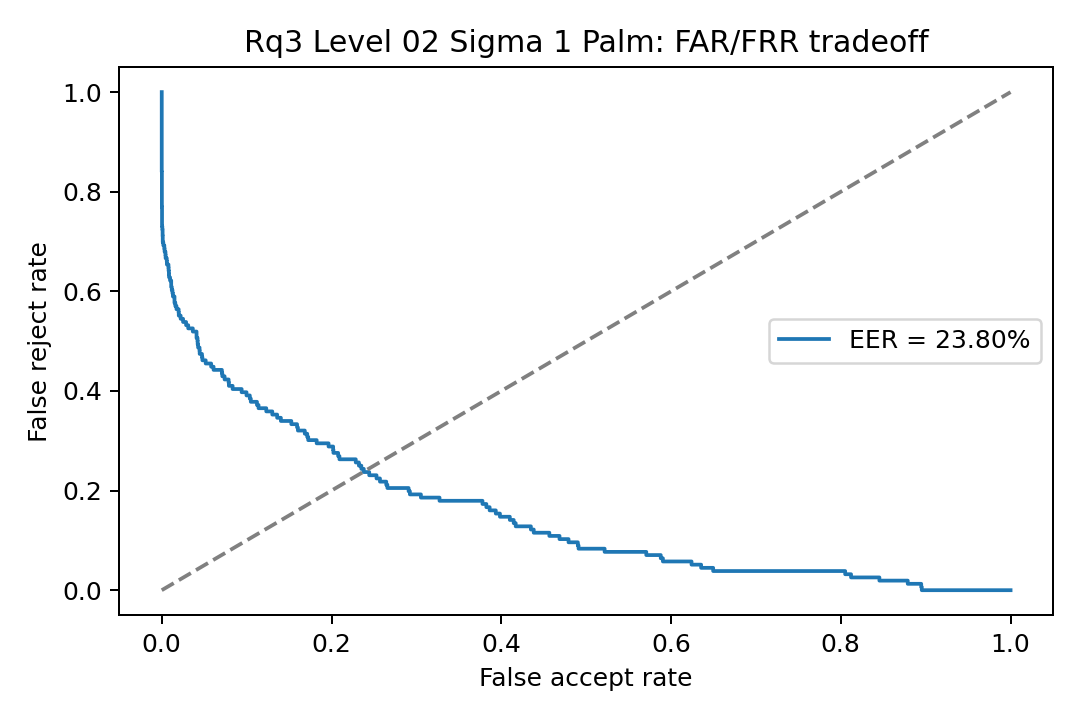 Rq3 Level 02 Sigma 1 Palm: FAR/FRR tradeoff
False reject rate
1.0
0.8
0.6
0.4
0.2
0.0
EER = 23.80%
0.0 0.2 0.4 0.6 0.8 1.0
False accept rate